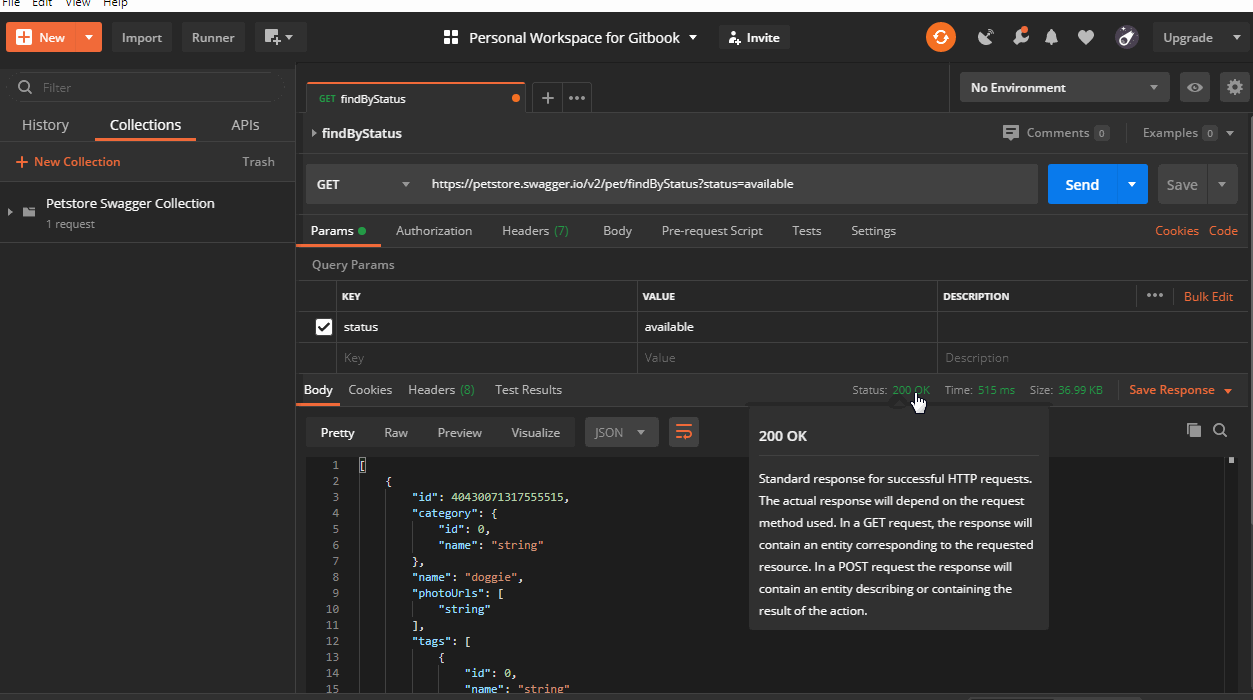 File Edit View Help
New Import Runner Personal Workspace for Gitbook Invite Upgrade
Filter
GET findByStatus
No Environment
History Collections APIs
findByStatus Comments 0 Examples 0
New Collection Trash
Petstore Swagger Collection
1 request
GET https://petstore.swagger.io/v2/pet/findByStatus?status=available Send Save
Params Authorization Headers (7) Body Pre-request Script Tests Settings Cookies Code
Query Params
KEY VALUE DESCRIPTION Bulk Edit
status available
Key Value Description
Body Cookies Headers (8) Test Results Status: 200 OK Time: 515 ms Size: 36.99 KB Save Response
Pretty Raw Preview Visualize JSON
200 OK
Standard response for successful HTTP requests.
The actual response will depend on the request
method used. In a GET request, the response will
contain an entity corresponding to the requested
resource. In a POST request the response will
contain an entity describing or containing the
result of the action.
1 [
2 {
3 "id": 40430071317555515,
4 "category": {
5 "id": 0,
6 "name": "string"
7 },
8 "name": "doggie",
9 "photoUrls": [
10 "string"
11 ],
12 "tags": [
13 {
14 "id": 0,
15 "name": "string"